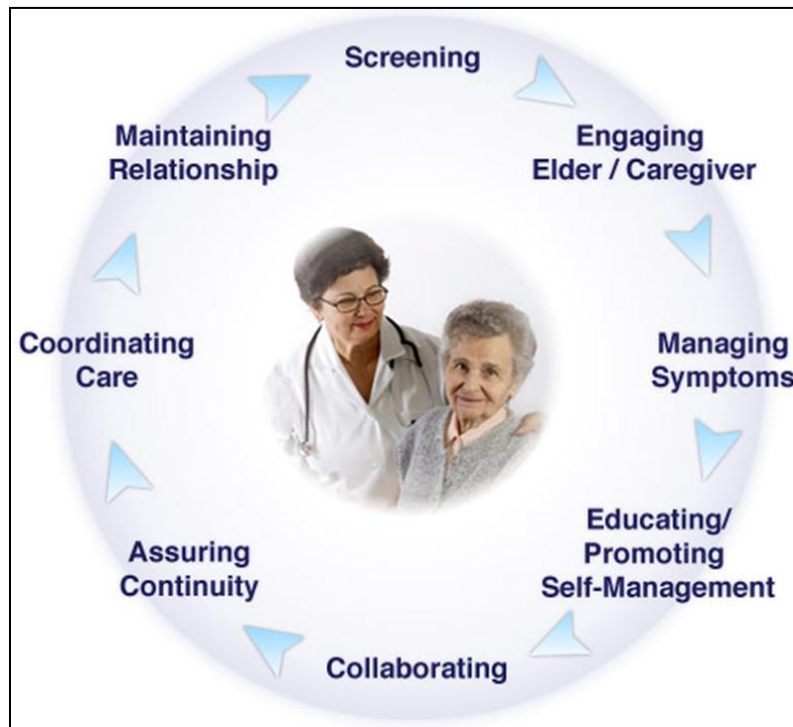 Screening
Engaging
Elder / Caregiver
Managing
Symptoms
Educating/
Promoting
Self-Management
Collaborating
Assuring
Continuity
Coordinating
Care
Maintaining
Relationship